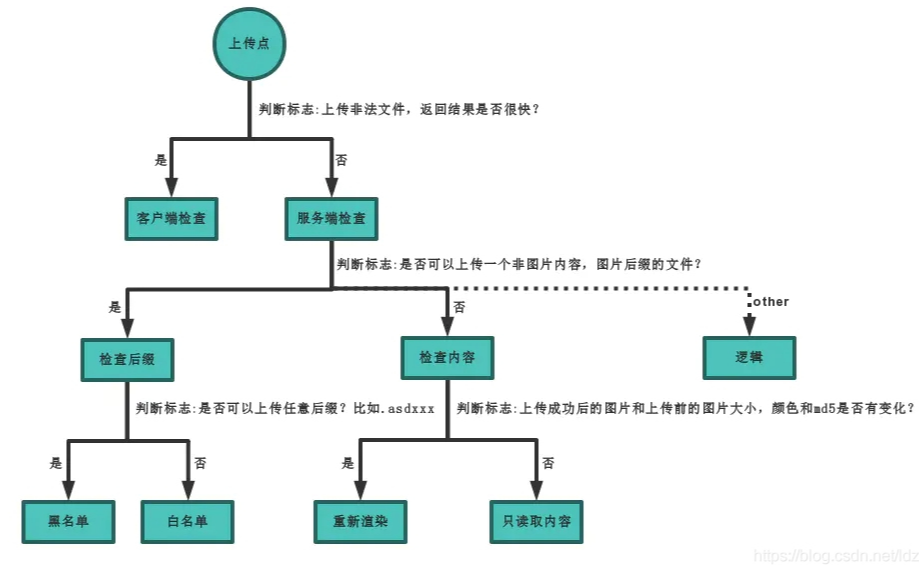 上传点
判断标志:上传非法文件，返回结果是否很快？
是
否
客户端检查
服务端检查
判断标志:是否可以上传一个非图片内容，图片后缀的文件？
是
否
other
检查后缀
检查内容
逻辑
判断标志:是否可以上传任意后缀？比如.asdxxx
判断标志:上传成功后的图片和上传前的图片大小，颜色和md5是否有变化？
是
否
是
否
黑名单
白名单
重新渲染
只读取内容
https://blog.csdn.net/ldz